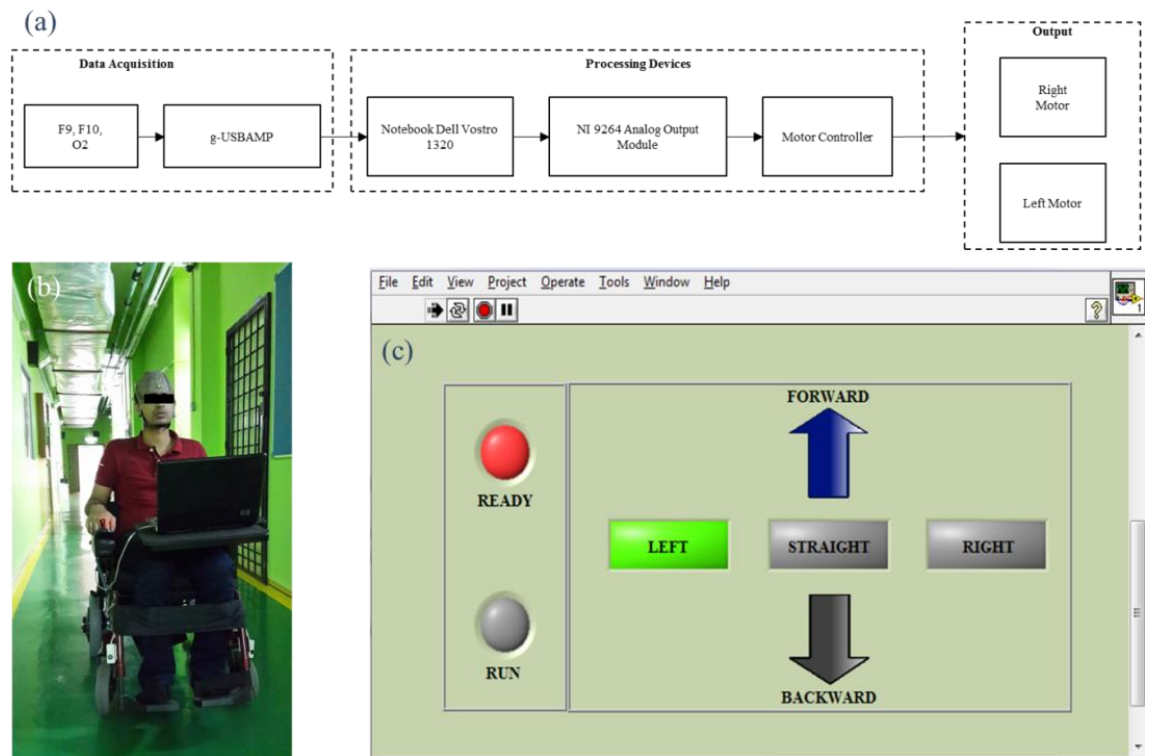 (a)
Data Acquisition
F9, F10,
O2
g-USBAMP
Processing Devices
Notebook Dell Vostro
1320
NI 9264 Analog Output
Module
Motor Controller
Output
Right
Motor
Left Motor
(b)
File Edit View Project Operate Tools Window Help
?
1
(c)
READY
RUN
FORWARD
LEFT
STRAIGHT
RIGHT
BACKWARD